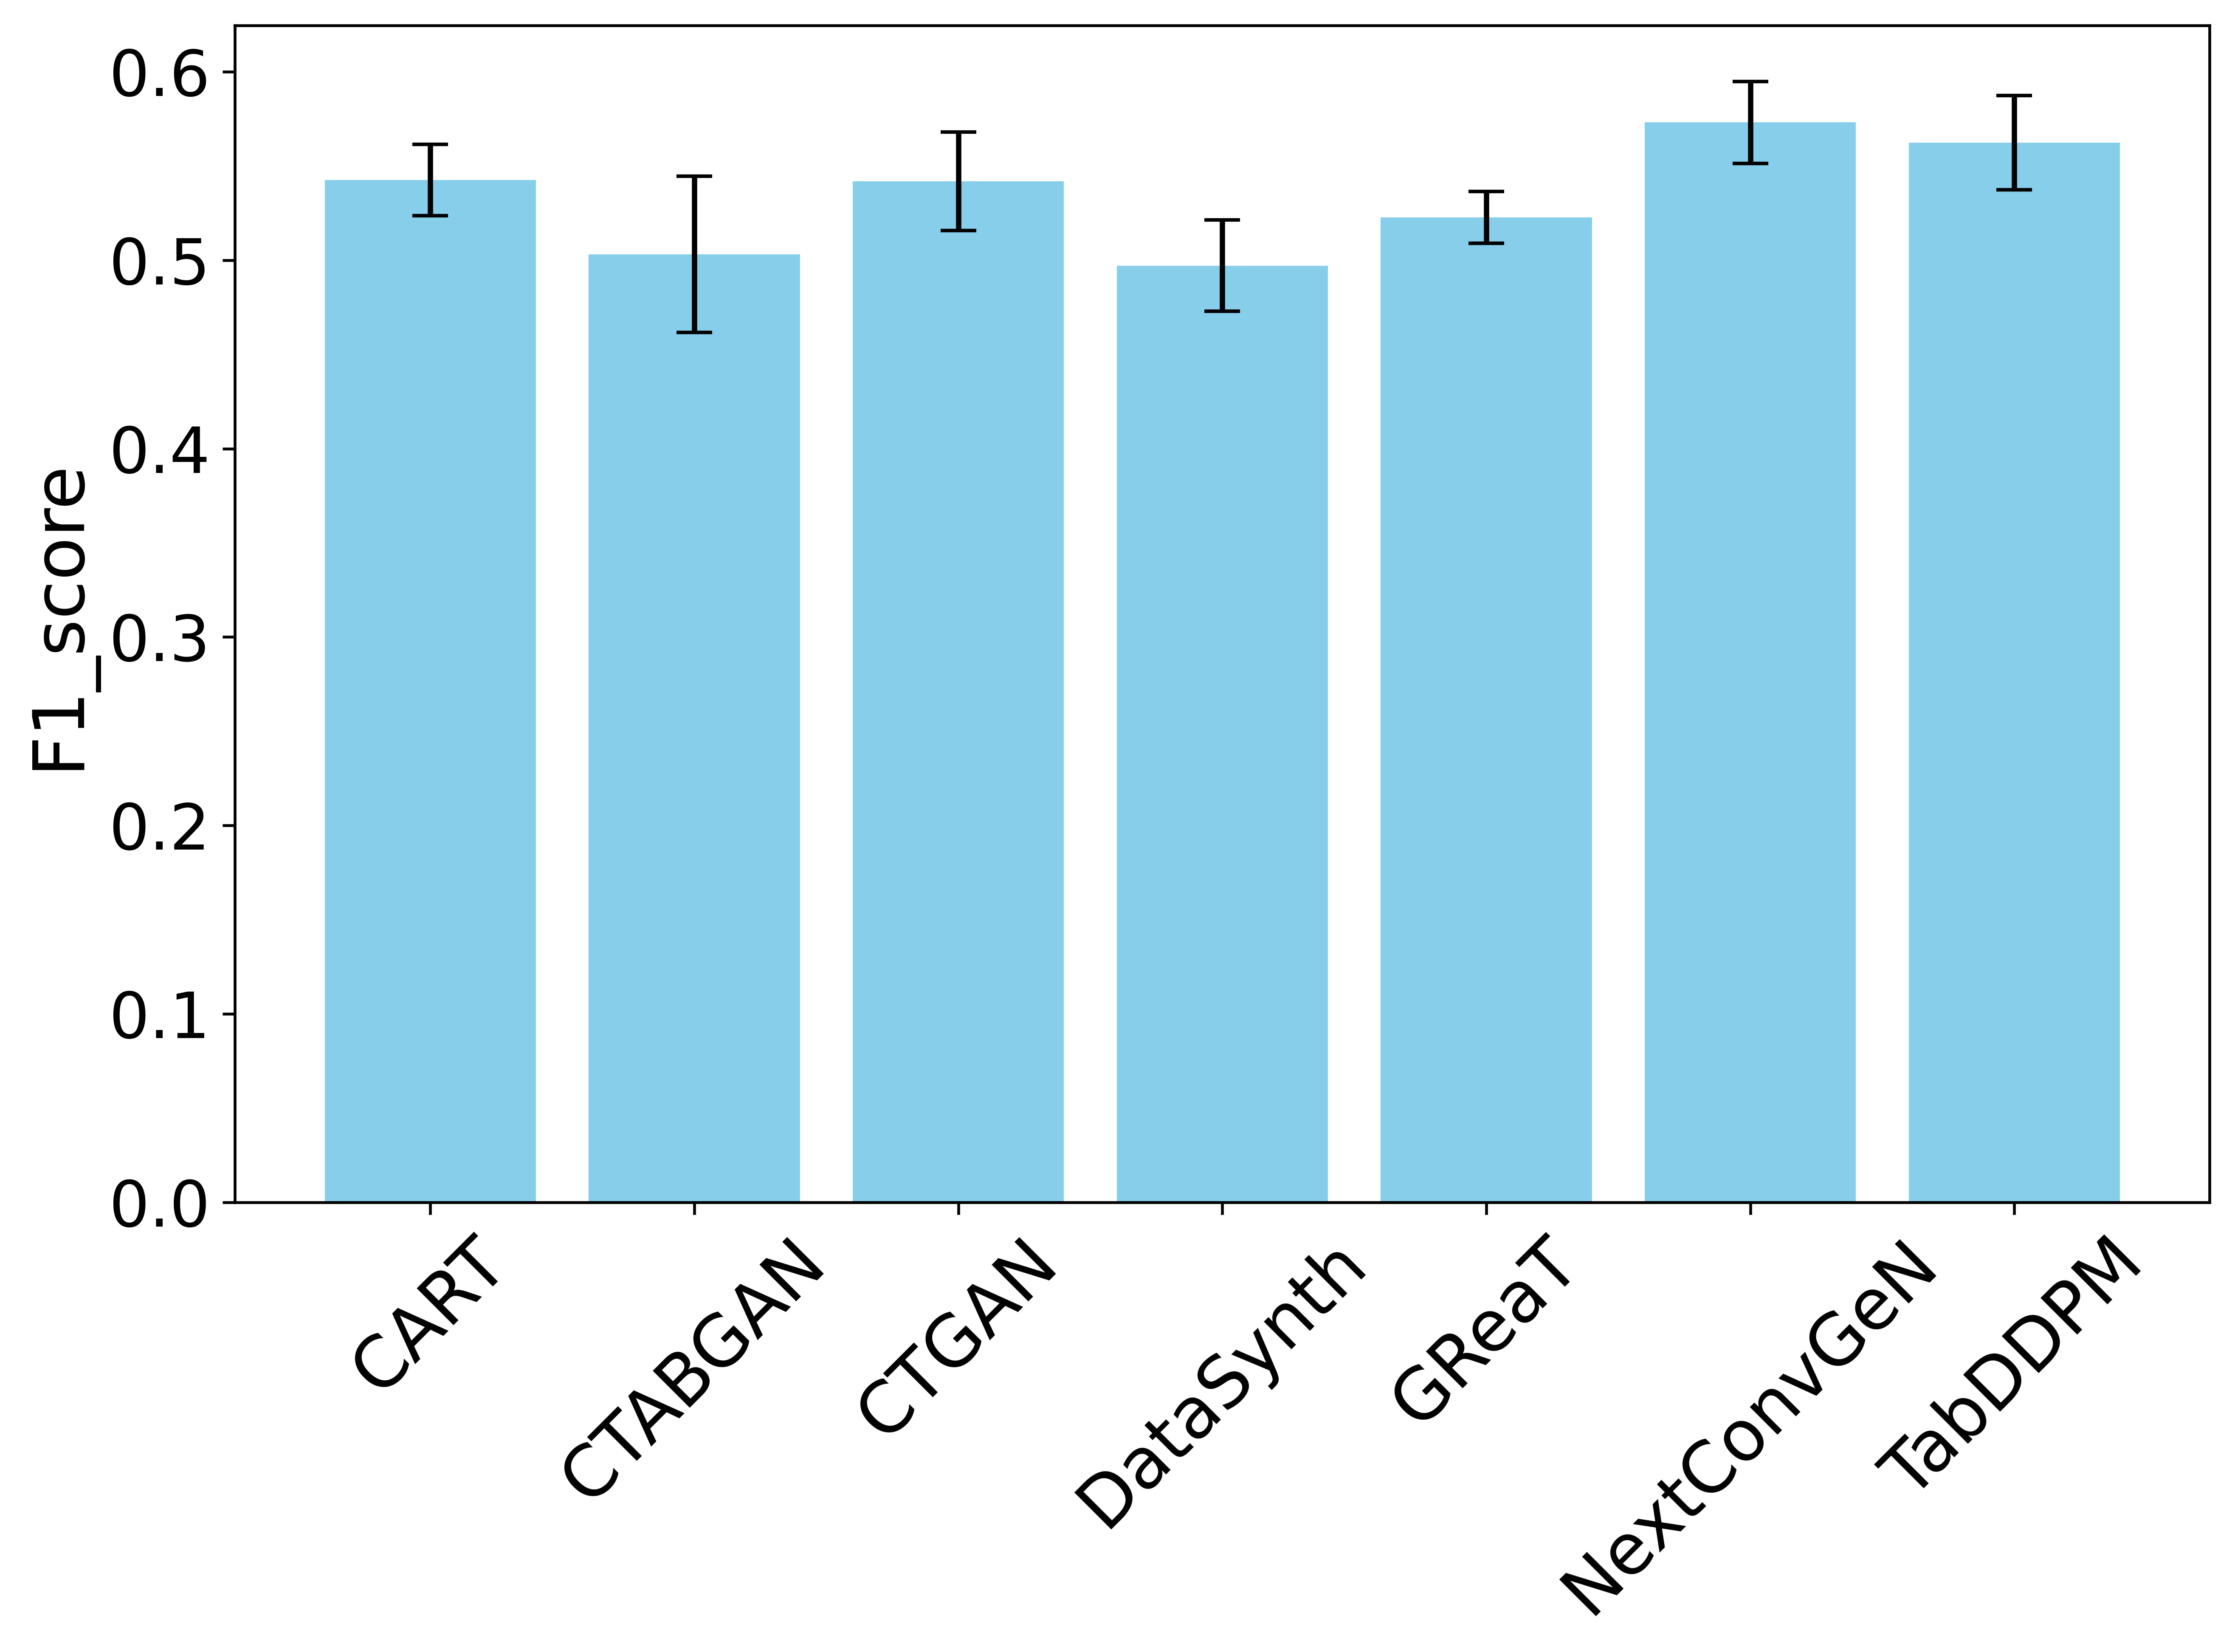 F1_score
0.6
0.5
0.4
0.3
0.2
0.1
0.0
CART
CTABGAN
CTGAN
DataSynth
GReaT
NextConvGeN
TabDDPM